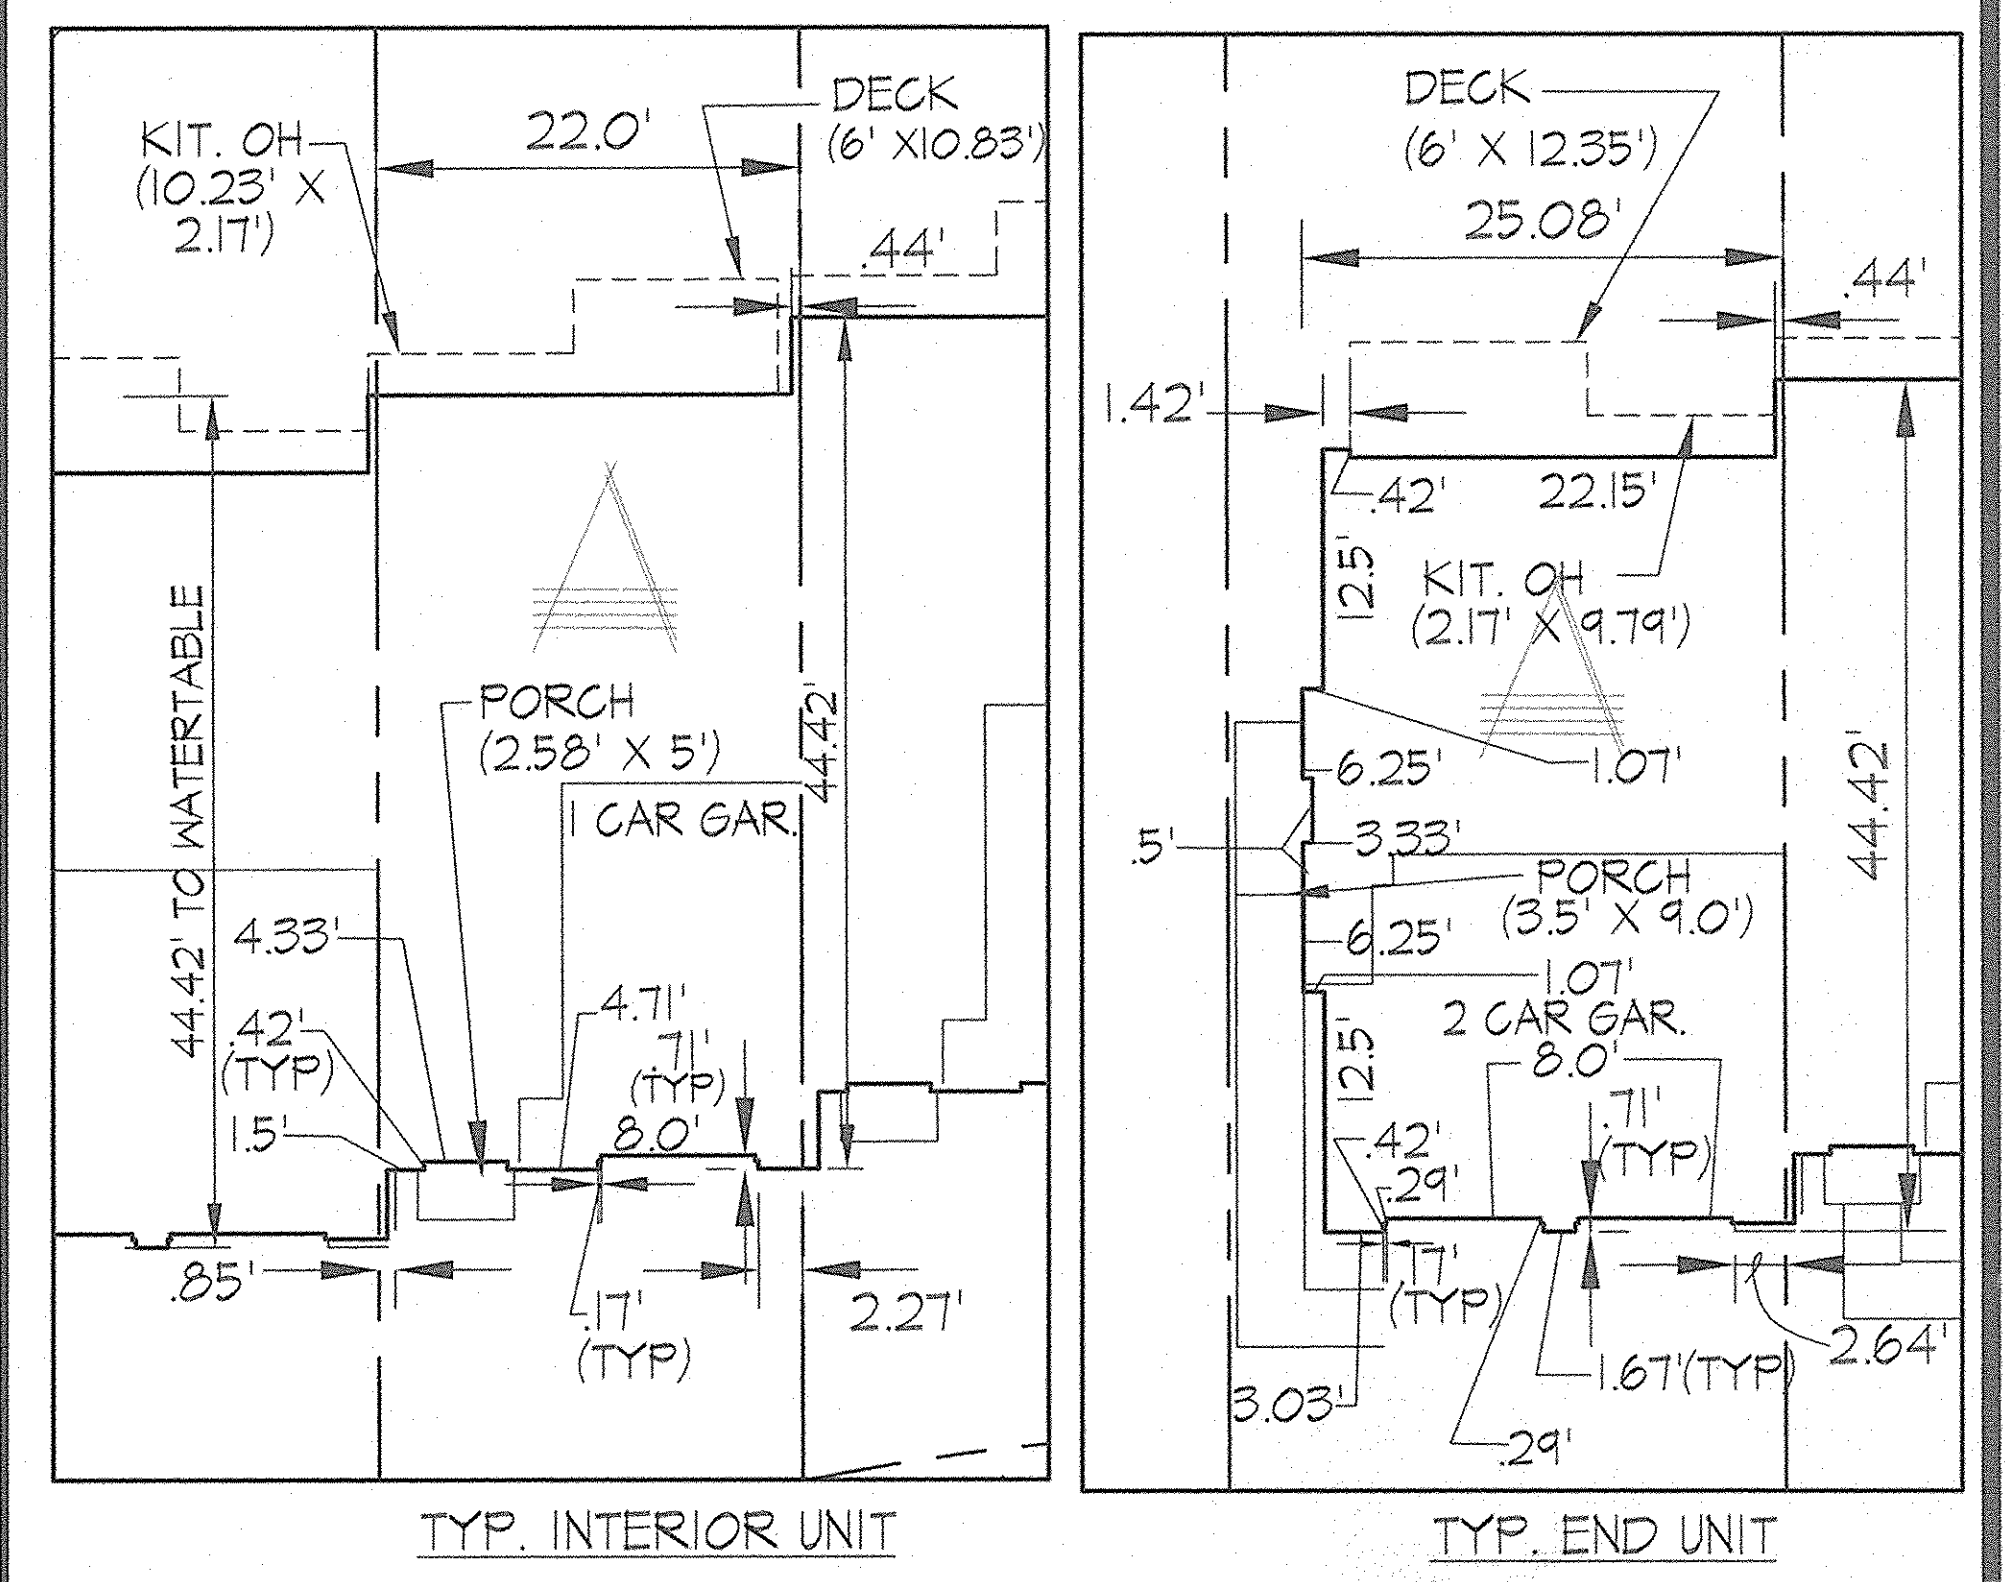 DECK
(6' X10.83')
KIT. OH
(10.23' X
2.17')
22.0'
.44'
44.42' TO WATERTABLE
44.42'
PORCH
(2.58' X 5')
1 CAR GAR.
4.33'
.42'
(TYP)
1.5'
4.71'
.71'
(TYP)
8.0'
.85'
.17'
(TYP)
2.27'
TYP. INTERIOR UNIT
DECK
(6' X 12.35')
25.08'
.44'
1.42'
.42'
22.15'
12.5'
KIT. OH
(2.17' X 9.79')
6.25'
1.07'
44.42'
.5'
3.33'
PORCH
(3.5' X 9.0')
6.25'
1.07'
2 CAR GAR.
8.0'
12.5'
.71'
(TYP)
.42'
.29'
.17'
(TYP)
2.64'
1.67'(TYP)
3.03'
.29'
TYP. END UNIT